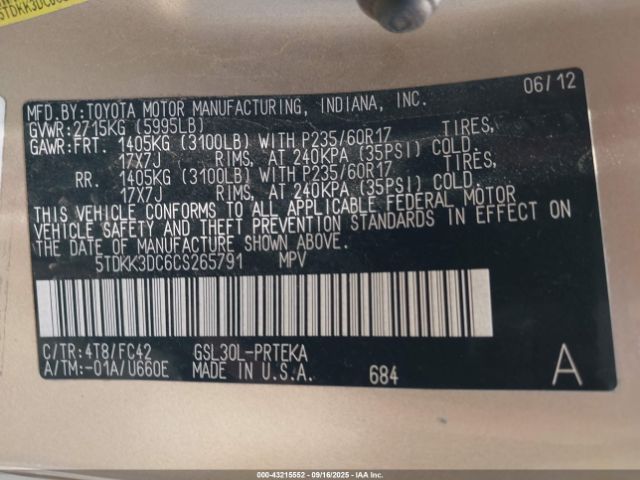 06/12
MFD.BY:TOYOTA MOTOR MANUFACTURING, INDIANA, INC.
GVWR:2715KG (5995LB)
GAWR:FRT. 1405KG (3100LB) WITH P235/60R17 TIRES,
17X7J RIMS, AT 240KPA (35PSI) COLD.
RR. 1405KG (3100LB) WITH P235/60R17 TIRES,
17X7J RIMS, AT 240KPA (35PSI) COLD.
THIS VEHICLE CONFORMS TO ALL APPLICABLE FEDERAL MOTOR
VEHICLE SAFETY AND THEFT PREVENTION STANDARDS IN EFFECT ON
THE DATE OF MANUFACTURE SHOWN ABOVE.
5TDKK3DC6CS265791 MPV
C/TR:4T8/FC42 GSL30L-PRTEKA
A/TM:-01A/U660E MADE IN U.S.A. 684 A
000-43215552 - 09/16/2025 - IAAI.CA